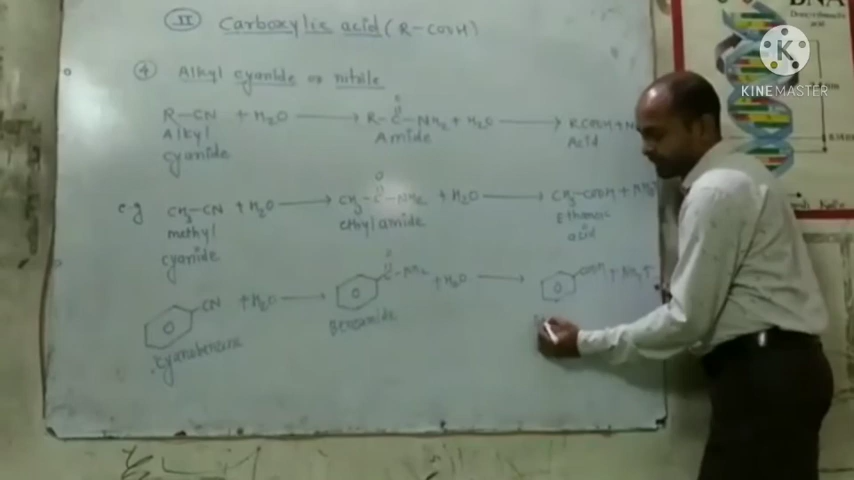 II Carboxylic acid (R-COOH)
4 Alkyl cyanide or nitrile
R-CN + H2O → R-C-NH2 + H2O → RCOOH + N
O
Alkyl cyanide
Amide
Acid
e.g CH3-CN + H2O → CH3-C-NH2 + H2O → CH3-COOH + NH3↑
O
methyl cyanide
ethylamide
Ethanoic acid
CN + H2O → C-NH2 + H2O → COOH + NH3↑
O
cyanobenzene
Benzamide
K
KINEMASTER
DNA